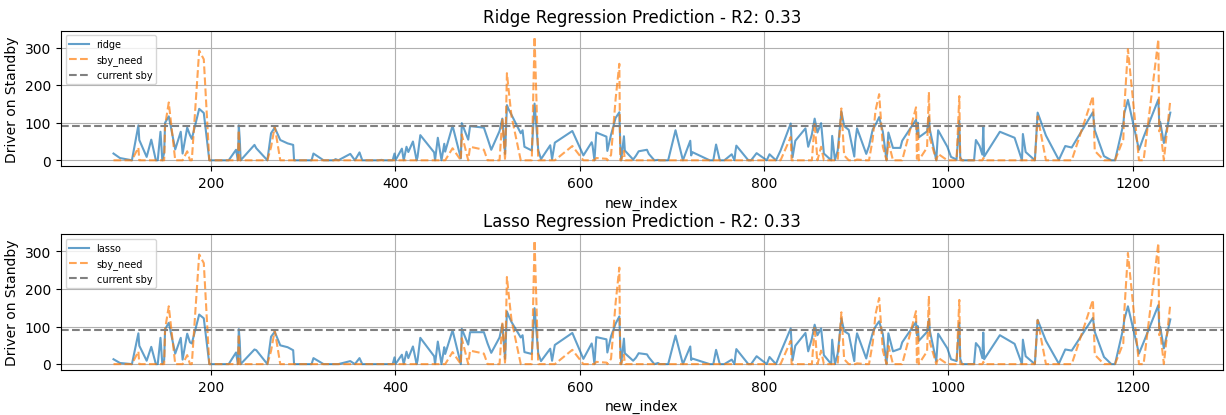 Ridge Regression Prediction - R2: 0.33
Driver on Standby
300
200
100
0
ridge
sby_need
current sby
200 400 600 800 1000 1200
new_index
Lasso Regression Prediction - R2: 0.33
Driver on Standby
300
200
100
0
lasso
sby_need
current sby
200 400 600 800 1000 1200
new_index